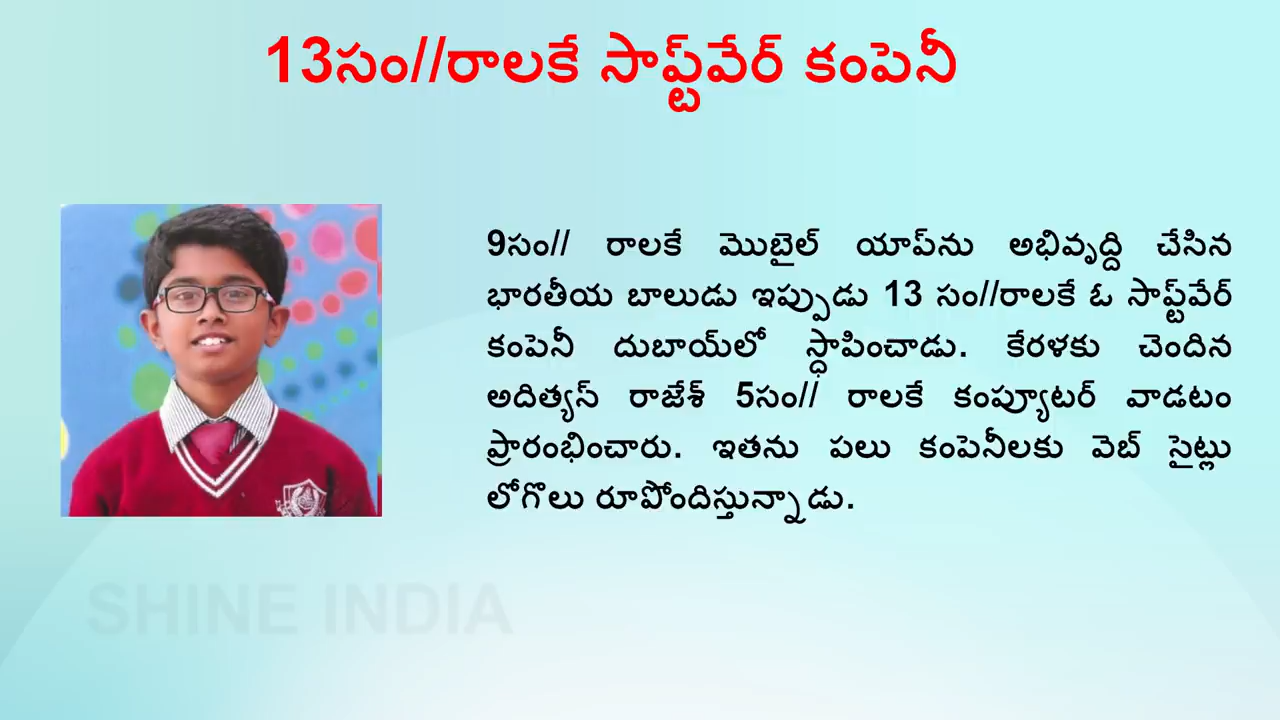 13సం//రాలకే సాప్ట్‌వేర్ కంపెనీ
9సం// రాలకే మొబైల్ యాప్‌ను అభివృద్ది చేసిన
భారతీయ బాలుడు ఇప్పుడు 13 సం//రాలకే ఓ సాప్ట్‌వేర్
కంపెనీ దుబాయ్‌లో స్ధాపించాడు. కేరళకు చెందిన
అదిత్యస్ రాజేశ్ 5సం// రాలకే కంప్యూటర్ వాడటం
ప్రారంభించారు. ఇతను పలు కంపెనీలకు వెబ్ సైట్లు
లోగొలు రూపోందిస్తున్నాడు.
SHINE INDIA